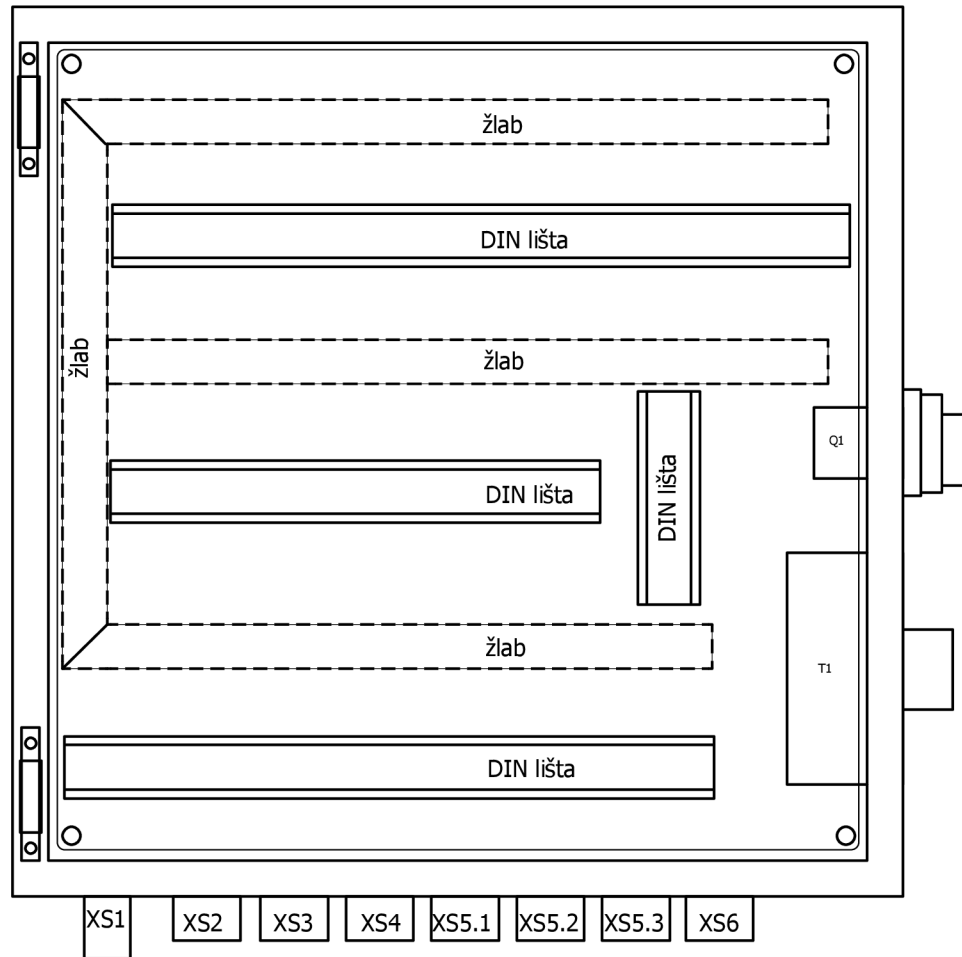 žlab
DIN lišta
žlab
žlab
Q1
DIN lišta
DIN lišta
žlab
T1
DIN lišta
XS1
XS2
XS3
XS4
XS5.1
XS5.2
XS5.3
XS6